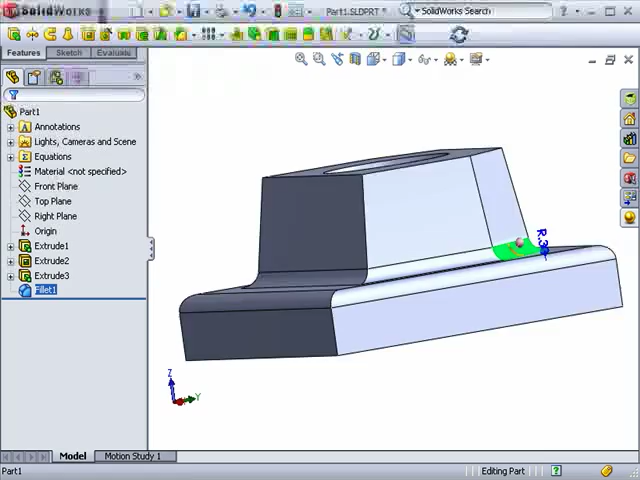 SolidWorks
Part1.SLDPRT *
SolidWorks Search
Features
Sketch
Evaluate
Part1
Annotations
Lights, Cameras and Scene
Equations
Material <not specified>
Front Plane
Top Plane
Right Plane
Origin
Extrude1
Extrude2
Extrude3
Fillet1
Z
Y
Model
Motion Study 1
Part1
Editing Part